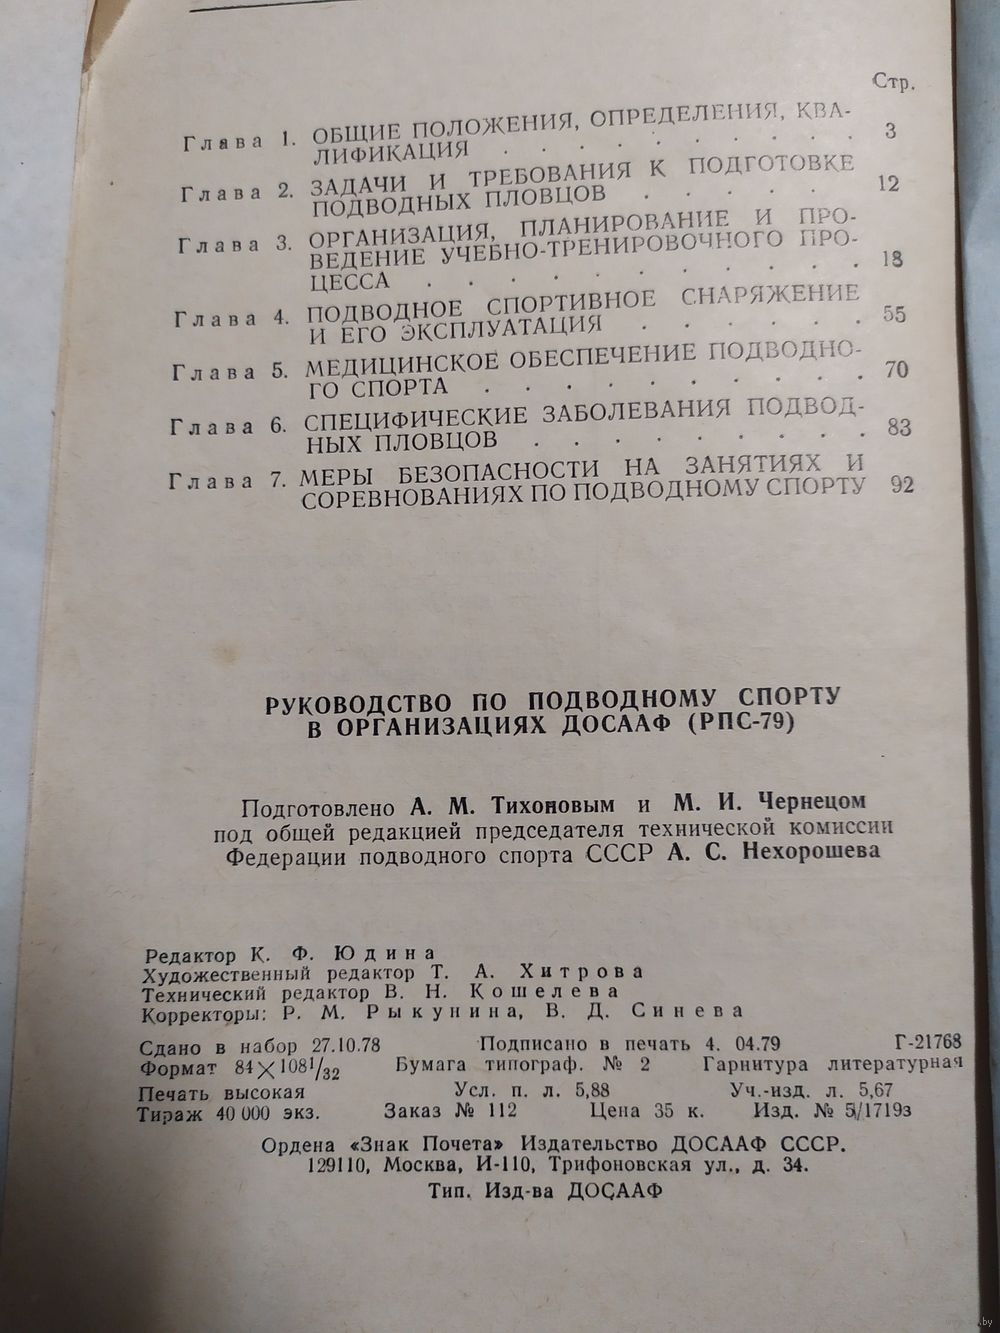 Стр.
Глава 1. ОБЩИЕ ПОЛОЖЕНИЯ, ОПРЕДЕЛЕНИЯ, КВА-
ЛИФИКАЦИЯ . . . . . . . . . 3
Глава 2. ЗАДАЧИ И ТРЕБОВАНИЯ К ПОДГОТОВКЕ
ПОДВОДНЫХ ПЛОВЦОВ . . . . . 12
Глава 3. ОРГАНИЗАЦИЯ, ПЛАНИРОВАНИЕ И ПРО-
ВЕДЕНИЕ УЧЕБНО-ТРЕНИРОВОЧНОГО ПРО-
ЦЕССА . . . . . . . . . . 18
Глава 4. ПОДВОДНОЕ СПОРТИВНОЕ СНАРЯЖЕНИЕ
И ЕГО ЭКСПЛУАТАЦИЯ . . . . . . 55
Глава 5. МЕДИЦИНСКОЕ ОБЕСПЕЧЕНИЕ ПОДВОДНО-
ГО СПОРТА . . . . . . . . . . 70
Глава 6. СПЕЦИФИЧЕСКИЕ ЗАБОЛЕВАНИЯ ПОДВОД-
НЫХ ПЛОВЦОВ . . . . . . . . . 83
Глава 7. МЕРЫ БЕЗОПАСНОСТИ НА ЗАНЯТИЯХ И
СОРЕВНОВАНИЯХ ПО ПОДВОДНОМУ СПОРТУ 92
РУКОВОДСТВО ПО ПОДВОДНОМУ СПОРТУ
В ОРГАНИЗАЦИЯХ ДОСААФ (РПС-79)
Подготовлено А. М. Тихоновым и М. И. Чернецом
под общей редакцией председателя технической комиссии
Федерации подводного спорта СССР А. С. Нехорошева
Редактор К. Ф. Юдина
Художественный редактор Т. А. Хитрова
Технический редактор В. Н. Кошелева
Корректоры: Р. М. Рыкунина, В. Д. Синева
Сдано в набор 27.10.78 Подписано в печать 4. 04.79 Г-21768
Формат 84×108¹/₃₂ Бумага типограф. № 2 Гарнитура литературная
Печать высокая Усл. п. л. 5,88 Уч.-изд. л. 5,67
Тираж 40 000 экз. Заказ № 112 Цена 35 к. Изд. № 5/1719з
Ордена «Знак Почета» Издательство ДОСААФ СССР.
129110, Москва, И-110, Трифоновская ул., д. 34.
Тип. Изд-ва ДОСААФ